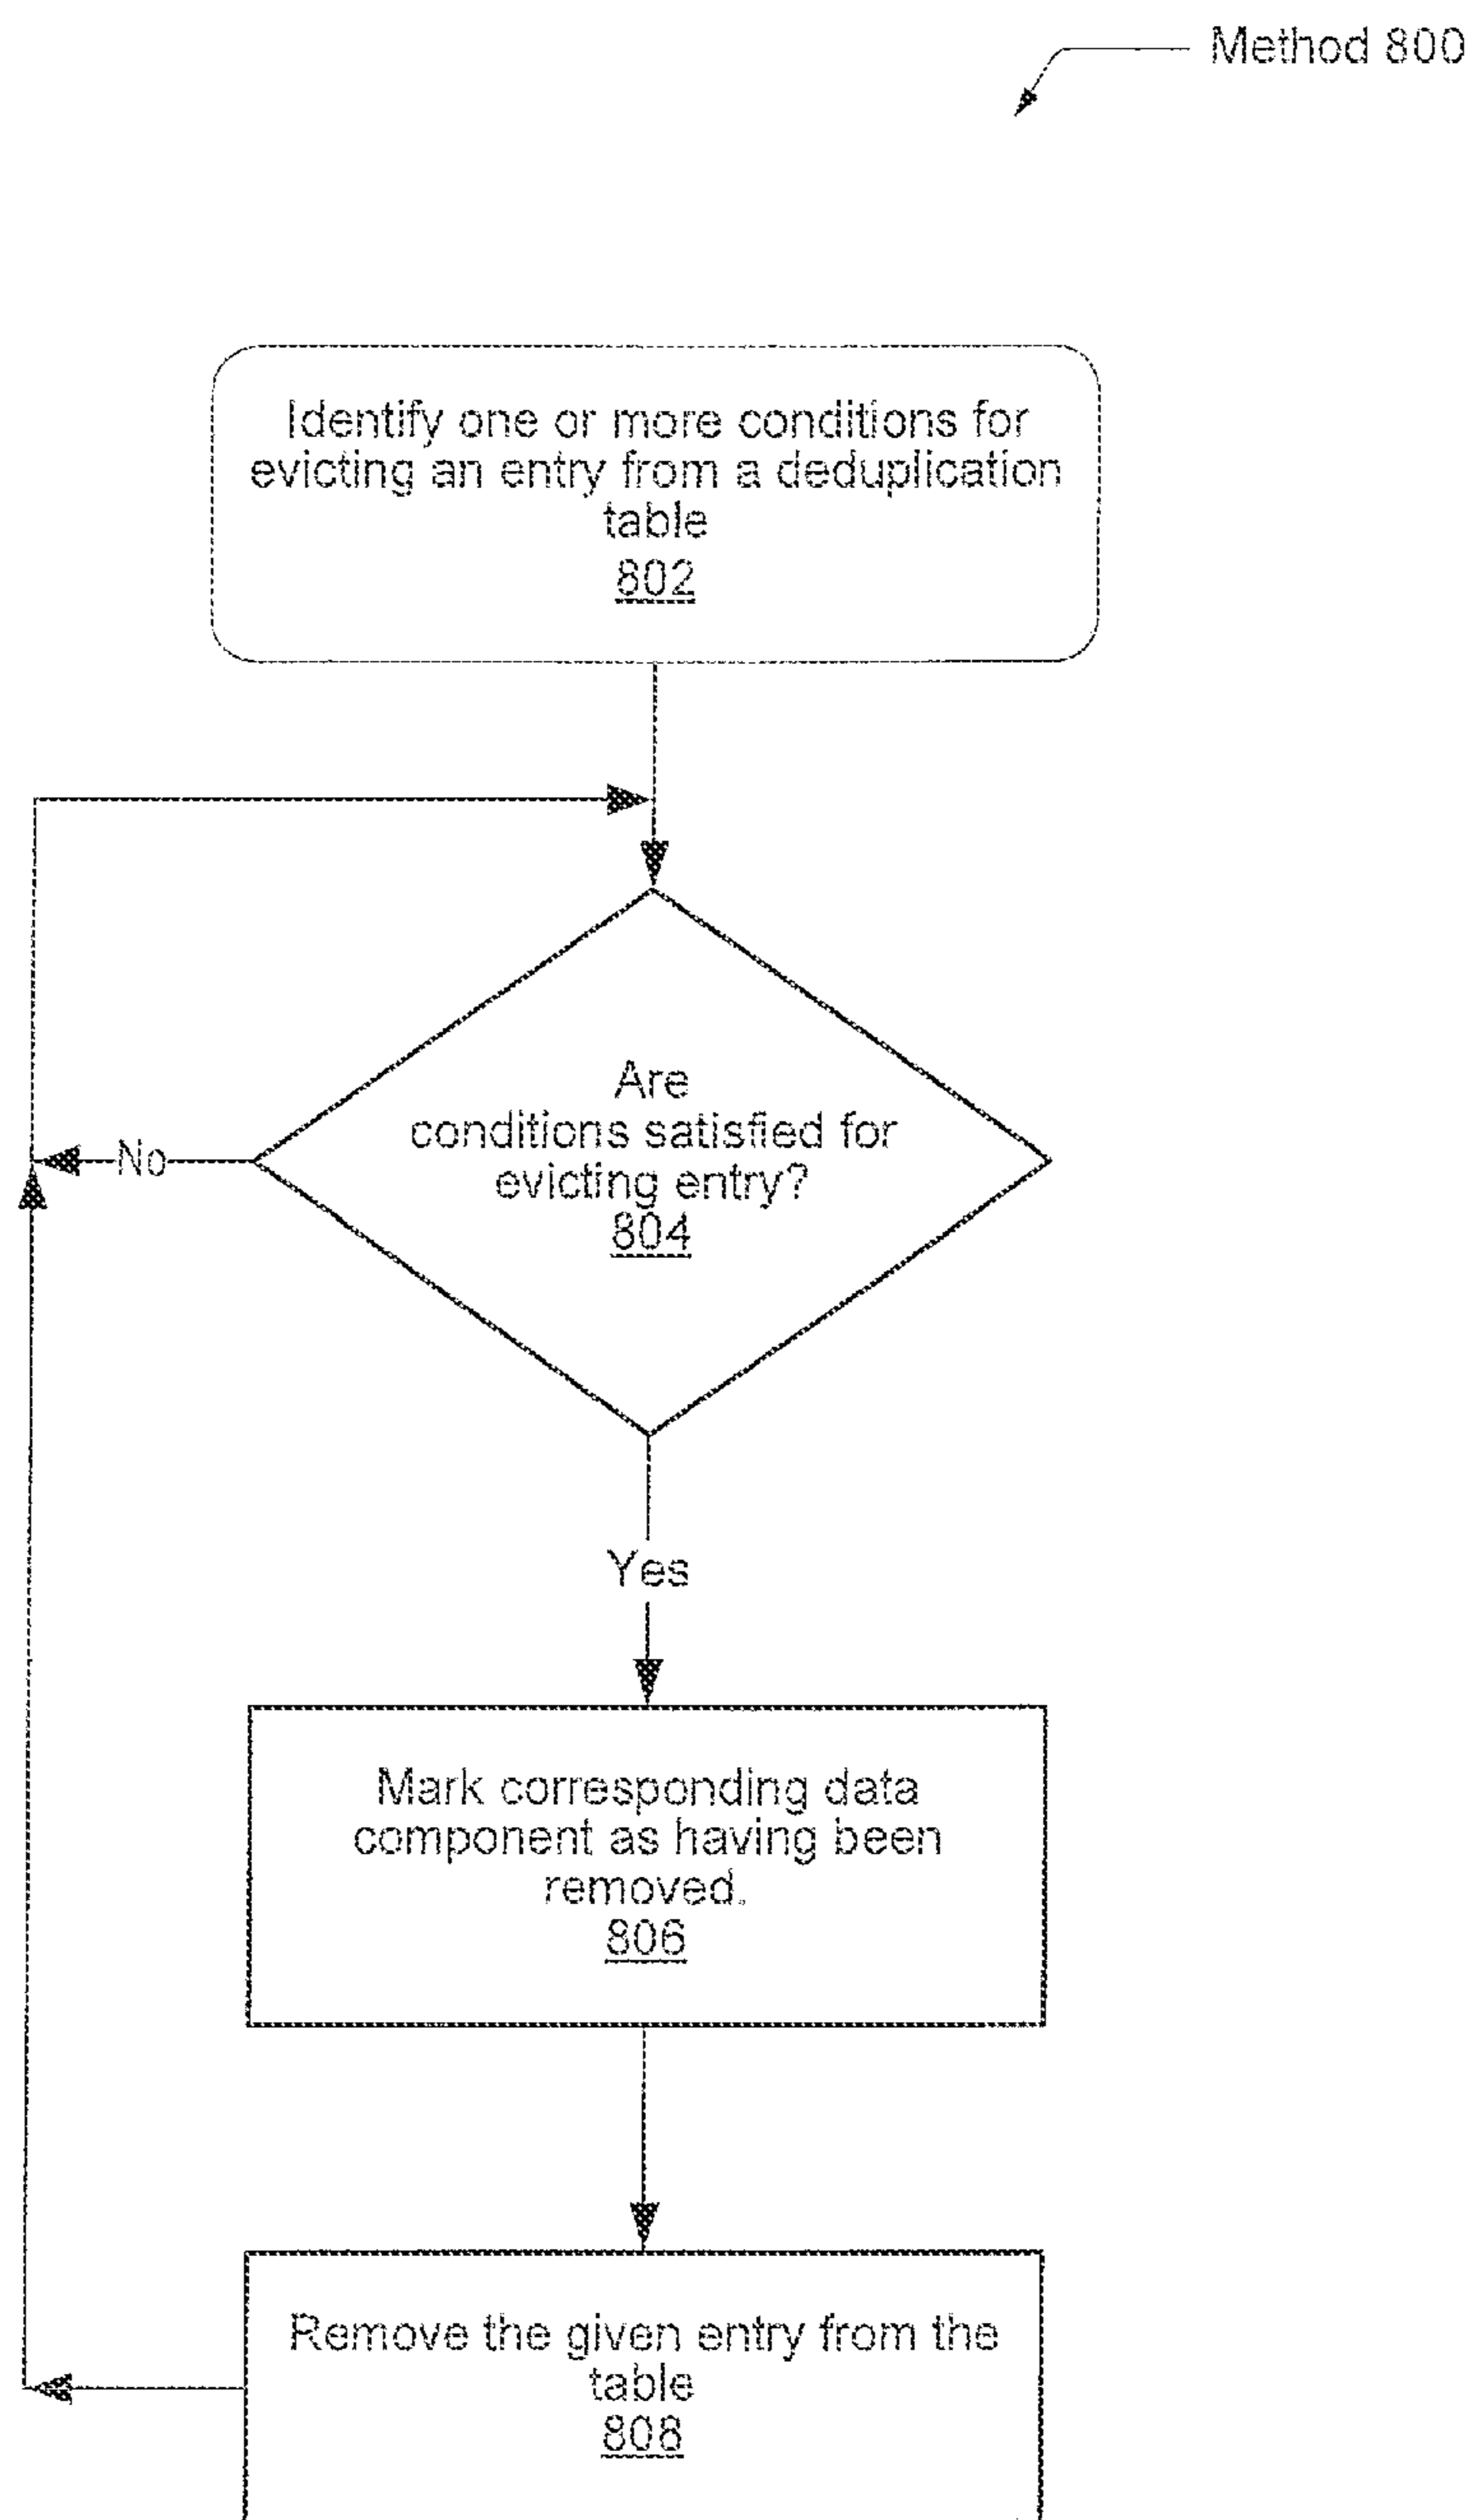 Method 800
Identify one or more conditions for
evicting an entry from a deduplication
table
802
Are
conditions satisfied for
evicting entry?
804
No
Yes
Mark corresponding data
component as having been
removed.
806
Remove the given entry from the
table
808